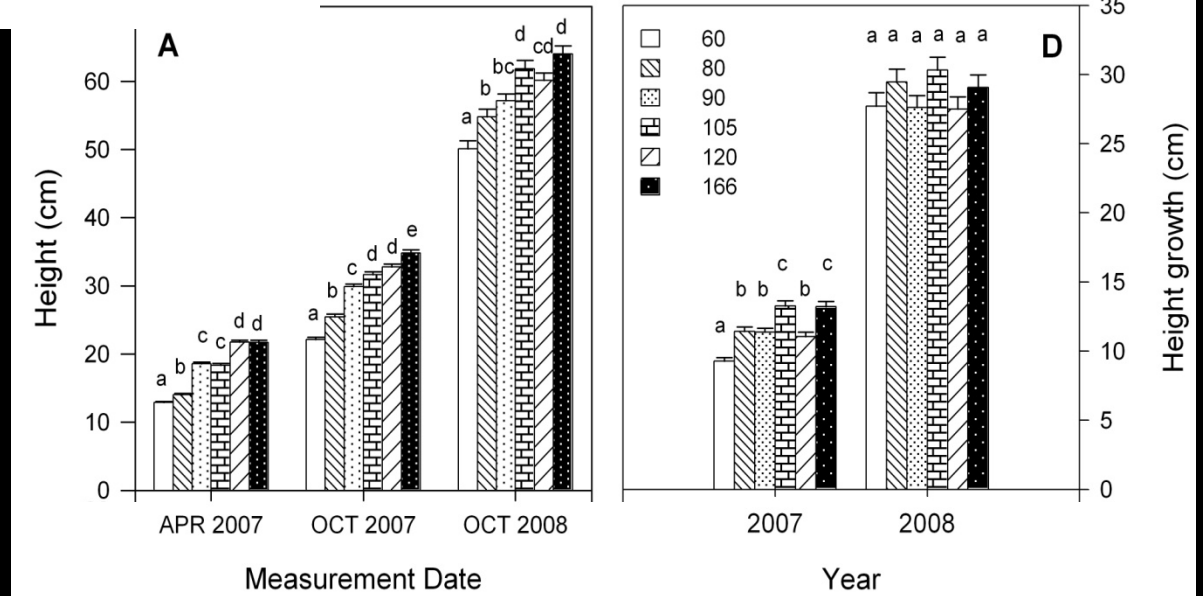 A
Height (cm)
60
50
40
30
20
10
0
a b c c d d
a b c d d e
a b bc d cd d
APR 2007 OCT 2007 OCT 2008
Measurement Date
D
60
80
90
105
120
166
a b b c b c
a a a a a a
35
30
25
20
15
10
5
0
Height growth (cm)
2007 2008
Year